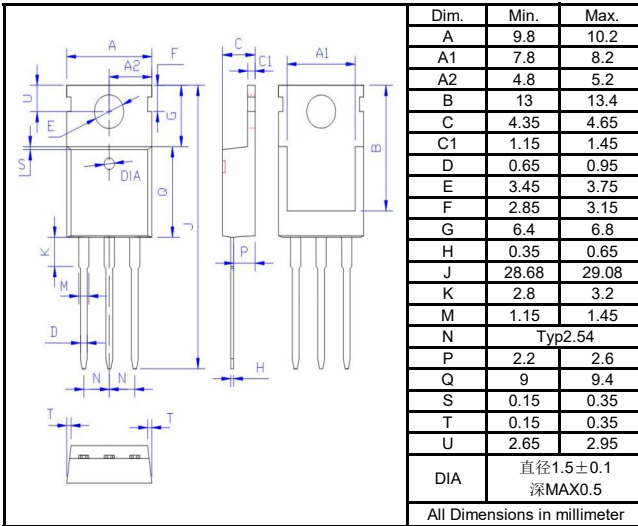 A
A2
F
U
E
G
S
DIA
Q
J
K
M
D
N N
T T
C
C1
P
H
A1
B
Dim. Min. Max.
A 9.8 10.2
A1 7.8 8.2
A2 4.8 5.2
B 13 13.4
C 4.35 4.65
C1 1.15 1.45
D 0.65 0.95
E 3.45 3.75
F 2.85 3.15
G 6.4 6.8
H 0.35 0.65
J 28.68 29.08
K 2.8 3.2
M 1.15 1.45
N Typ2.54
P 2.2 2.6
Q 9 9.4
S 0.15 0.35
T 0.15 0.35
U 2.65 2.95
DIA 直径1.5±0.1
深MAX0.5
All Dimensions in millimeter